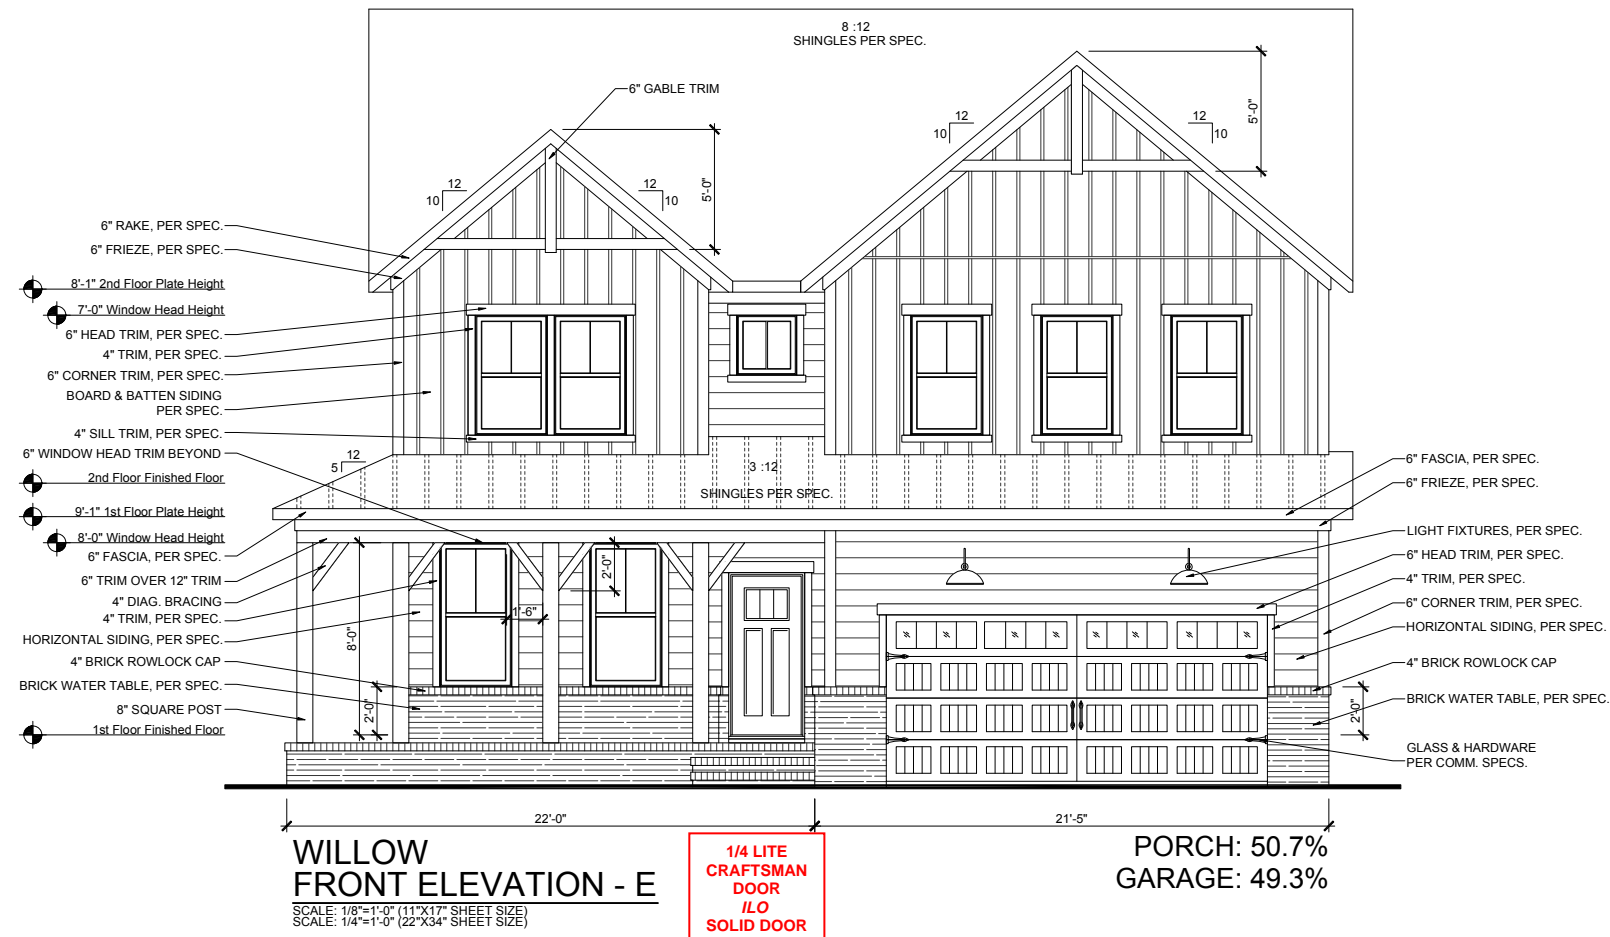 8 :12
SHINGLES PER SPEC.
6" GABLE TRIM
12
10
12
10
5'-0"
12
10
12
10
5'-0"
6" RAKE, PER SPEC.
6" FRIEZE, PER SPEC.
8'-1" 2nd Floor Plate Height
7'-0" Window Head Height
6" HEAD TRIM, PER SPEC.
4" TRIM, PER SPEC.
6" CORNER TRIM, PER SPEC.
BOARD & BATTEN SIDING
PER SPEC.
4" SILL TRIM, PER SPEC.
6" WINDOW HEAD TRIM BEYOND
12
5
2nd Floor Finished Floor
9'-1" 1st Floor Plate Height
8'-0" Window Head Height
6" FASCIA, PER SPEC.
6" TRIM OVER 12" TRIM
4" DIAG. BRACING
4" TRIM, PER SPEC.
HORIZONTAL SIDING, PER SPEC.
4" BRICK ROWLOCK CAP
BRICK WATER TABLE, PER SPEC.
8" SQUARE POST
1st Floor Finished Floor
3 :12
SHINGLES PER SPEC.
8'-0"
2'-0"
1'-6"
2'-0"
6" FASCIA, PER SPEC.
6" FRIEZE, PER SPEC.
LIGHT FIXTURES, PER SPEC.
6" HEAD TRIM, PER SPEC.
4" TRIM, PER SPEC.
6" CORNER TRIM, PER SPEC.
HORIZONTAL SIDING, PER SPEC.
4" BRICK ROWLOCK CAP
BRICK WATER TABLE, PER SPEC.
2'-0"
GLASS & HARDWARE
PER COMM. SPECS.
22'-0"
21'-5"
WILLOW
FRONT ELEVATION - E
SCALE: 1/8"=1'-0" (11"X17" SHEET SIZE)
SCALE: 1/4"=1'-0" (22"X34" SHEET SIZE)
1/4 LITE
CRAFTSMAN
DOOR
ILO
SOLID DOOR
PORCH: 50.7%
GARAGE: 49.3%